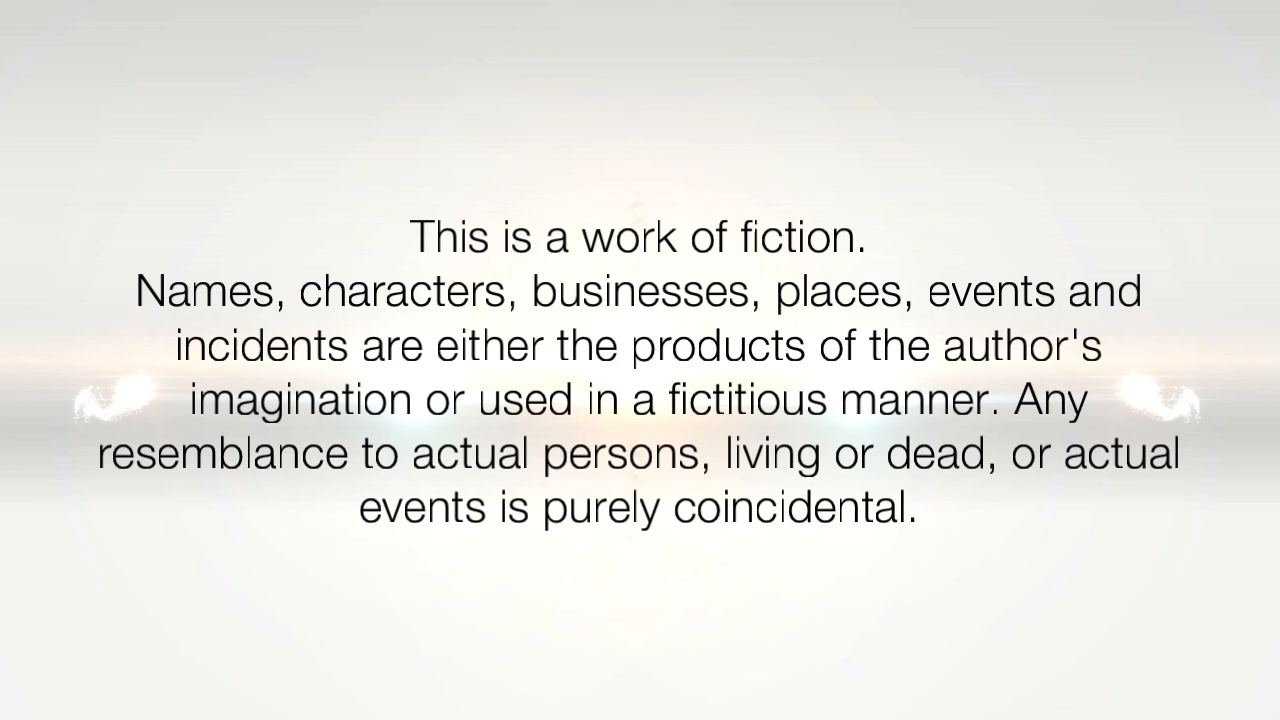 This is a work of fiction.
Names, characters, businesses, places, events and
incidents are either the products of the author's
imagination or used in a fictitious manner. Any
resemblance to actual persons, living or dead, or actual
events is purely coincidental.